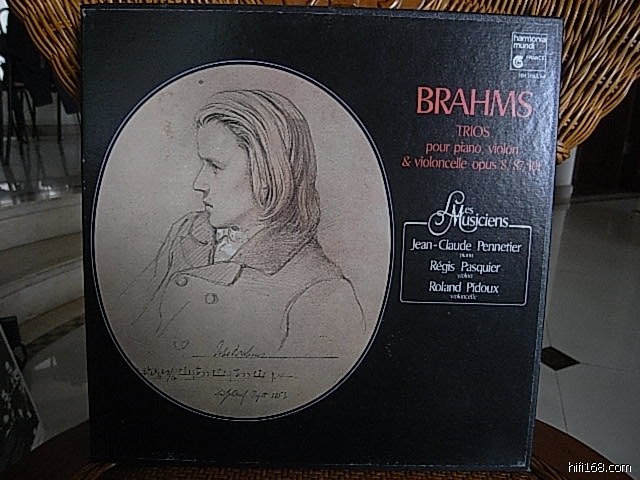 harmonia
mundi
FRANCE
BRAHMS
TRIOS
pour piano, violon
& violoncelle opus 8, 87, 101
Les
Musiciens
Jean-Claude Pennetier
piano
Régis Pasquier
violon
Roland Pidoux
violoncelle
hifi168.com